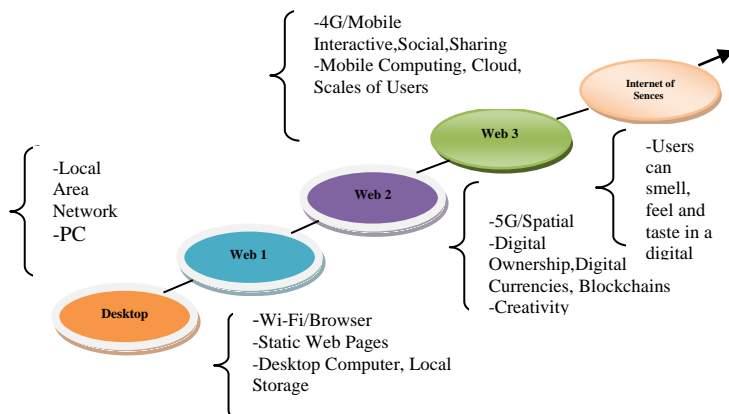 -4G/Mobile
Interactive,Social,Sharing
-Mobile Computing, Cloud,
Scales of Users
Internet of
Sences
Web 3
-Users
can
smell,
feel and
taste in a
digital
-Local
Area
Network
-PC
Web 2
-5G/Spatial
-Digital
Ownership,Digital
Currencies, Blockchains
-Creativity
Web 1
Desktop
-Wi-Fi/Browser
-Static Web Pages
-Desktop Computer, Local
Storage